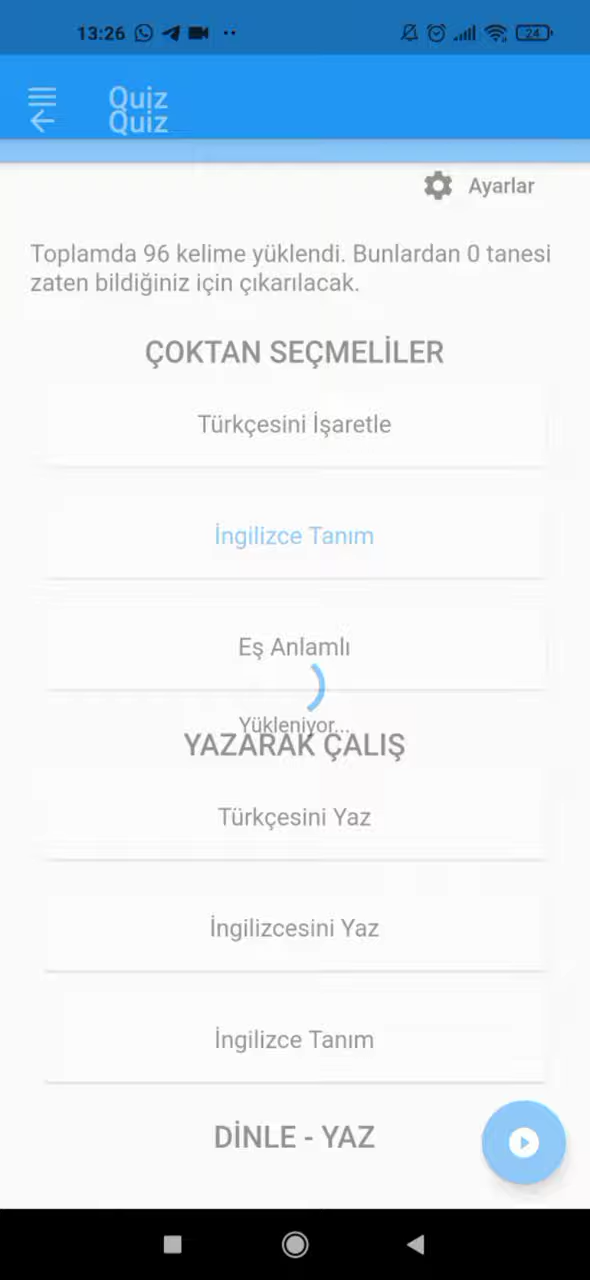 13:26
24
Quiz
Quiz
Ayarlar
Toplamda 96 kelime yüklendi. Bunlardan 0 tanesi
zaten bildiğiniz için çıkarılacak.
ÇOKTAN SEÇMELİLER
Türkçesini İşaretle
İngilizce Tanım
Eş Anlamlı
Yükleniyor...
YAZARAK ÇALIŞ
Türkçesini Yaz
İngilizcesini Yaz
İngilizce Tanım
DİNLE - YAZ